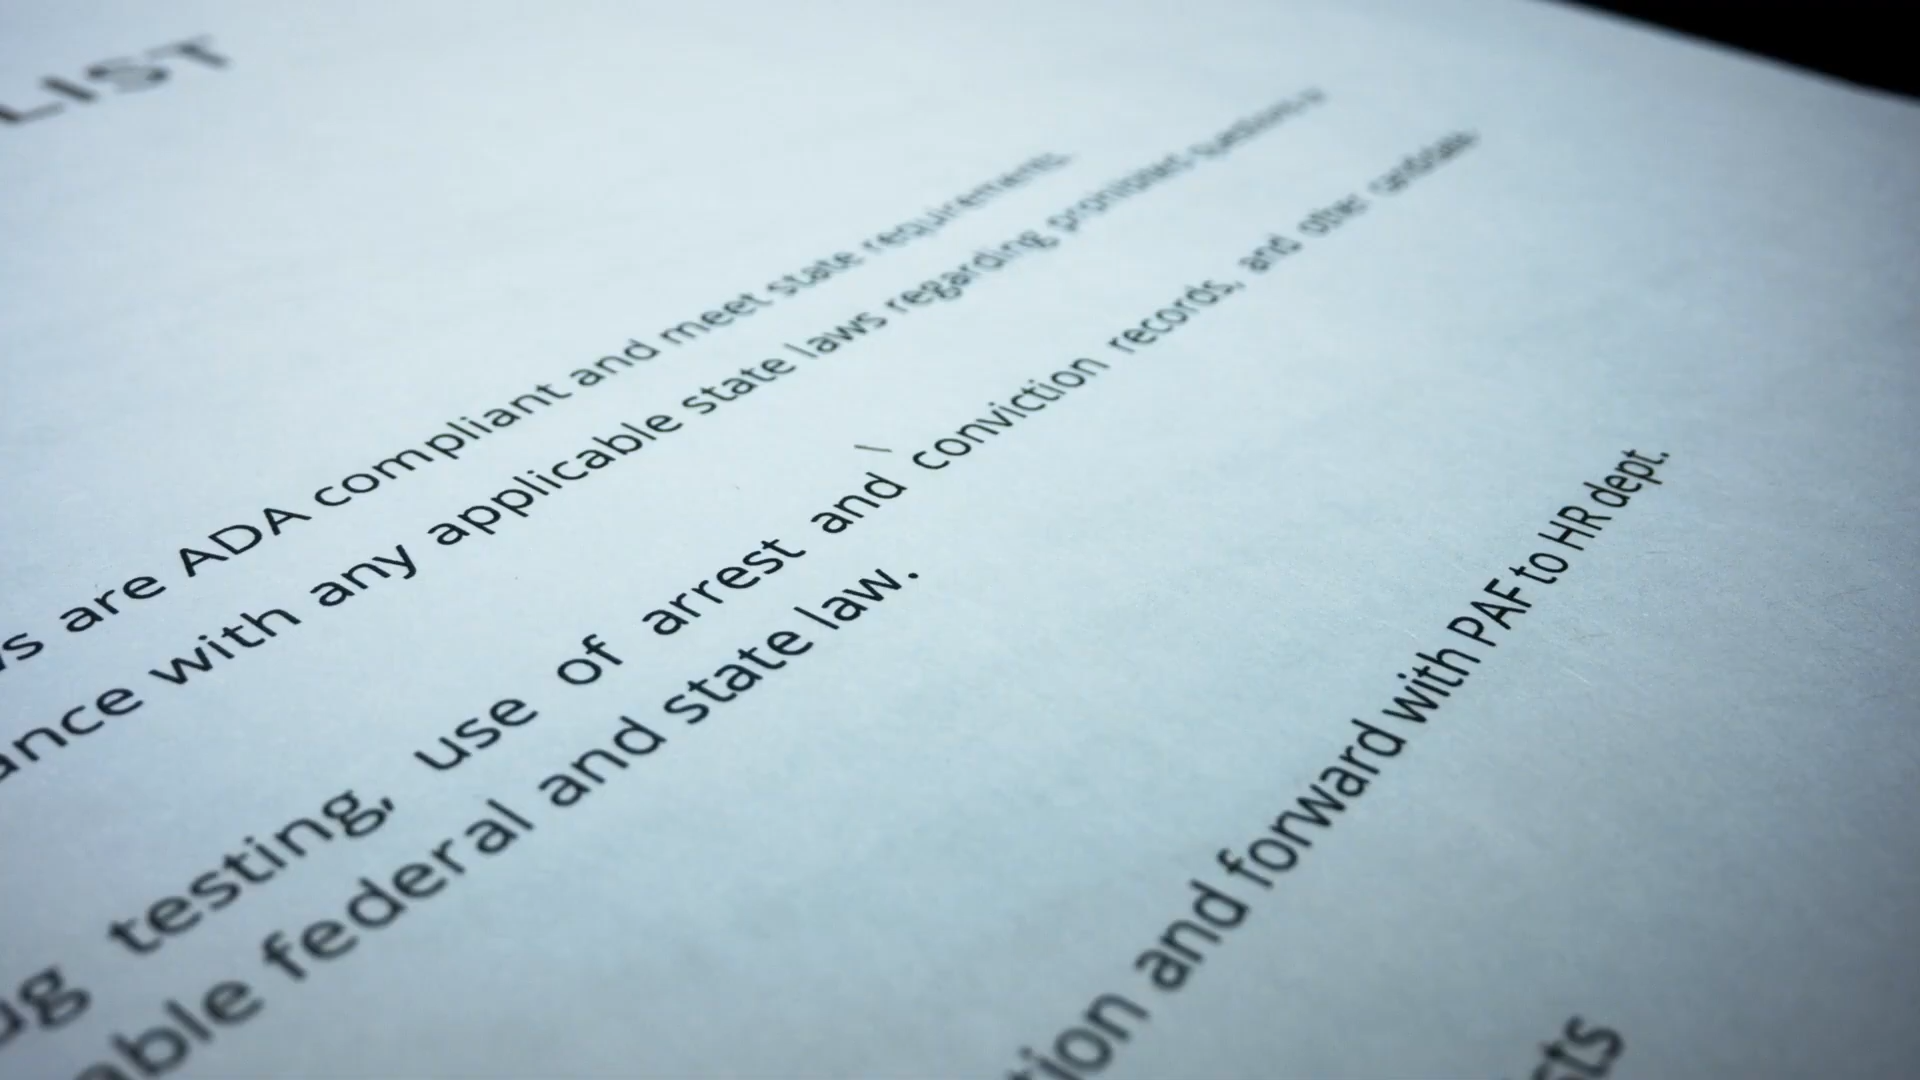 LIST
are ADA compliant and meet state requirements.
with any applicable state laws regarding prohibited questions
testing, use of arrest and conviction records, and other candidate
able federal and state law.
tion and forward with PAF to HR dept.
sts